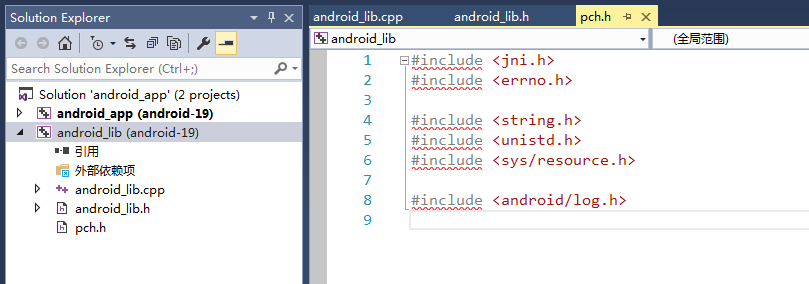 Solution Explorer
Search Solution Explorer (Ctrl+;)
Solution 'android_app' (2 projects)
android_app (android-19)
android_lib (android-19)
引用
外部依赖项
android_lib.cpp
android_lib.h
pch.h
android_lib.cpp android_lib.h pch.h
android_lib (全局范围)
1 #include <jni.h>
2 #include <errno.h>
3
4 #include <string.h>
5 #include <unistd.h>
6 #include <sys/resource.h>
7
8 #include <android/log.h>
9